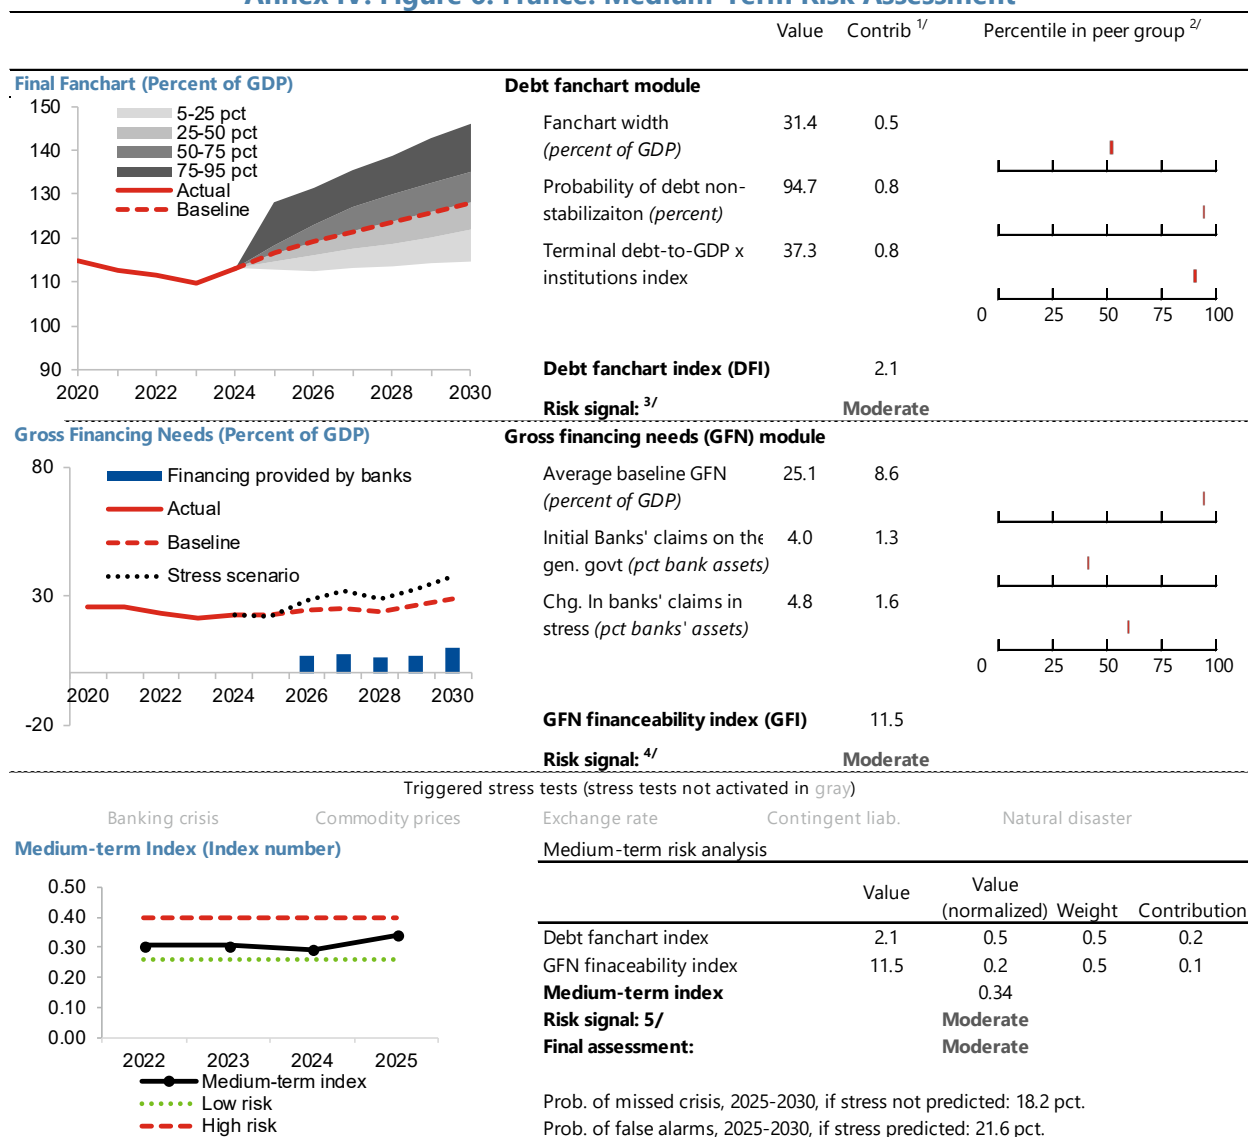 Annex IV. Figure 6. France: Medium-Term Risk Assessment
Value Contrib 1/ Percentile in peer group 2/
Final Fanchart (Percent of GDP)
150
140
130
120
110
100
90
5-25 pct
25-50 pct
50-75 pct
75-95 pct
Actual
Baseline
2020 2022 2024 2026 2028 2030
Debt fanchart module
Fanchart width 31.4 0.5
(percent of GDP)
Probability of debt non- 94.7 0.8
stabilizaiton (percent)
Terminal debt-to-GDP x 37.3 0.8
institutions index
0 25 50 75 100
Debt fanchart index (DFI) 2.1
Risk signal: 3/ Moderate
Gross Financing Needs (Percent of GDP)
80
30
-20
Financing provided by banks
Actual
Baseline
Stress scenario
2020 2022 2024 2026 2028 2030
Gross financing needs (GFN) module
Average baseline GFN 25.1 8.6
(percent of GDP)
Initial Banks' claims on the 4.0 1.3
gen. govt (pct bank assets)
Chg. In banks' claims in 4.8 1.6
stress (pct banks' assets)
0 25 50 75 100
GFN financeability index (GFI) 11.5
Risk signal: 4/ Moderate
Triggered stress tests (stress tests not activated in gray)
Banking crisis Commodity prices Exchange rate Contingent liab. Natural disaster
Medium-term Index (Index number)
0.50
0.40
0.30
0.20
0.10
0.00
2022 2023 2024 2025
Medium-term index
Low risk
High risk
Medium-term risk analysis
Value Value (normalized) Weight Contribution
Debt fanchart index 2.1 0.5 0.5 0.2
GFN finaceability index 11.5 0.2 0.5 0.1
Medium-term index 0.34
Risk signal: 5/ Moderate
Final assessment: Moderate
Prob. of missed crisis, 2025-2030, if stress not predicted: 18.2 pct.
Prob. of false alarms, 2025-2030, if stress predicted: 21.6 pct.